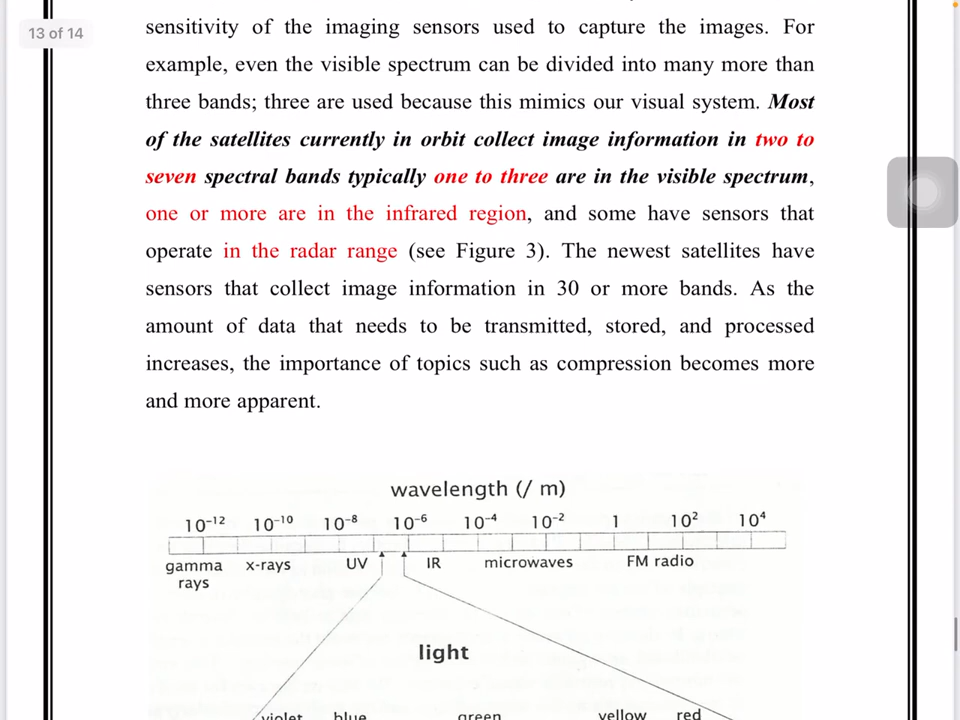 13 of 14
sensitivity of the imaging sensors used to capture the images. For
example, even the visible spectrum can be divided into many more than
three bands; three are used because this mimics our visual system. Most
of the satellites currently in orbit collect image information in two to
seven spectral bands typically one to three are in the visible spectrum,
one or more are in the infrared region, and some have sensors that
operate in the radar range (see Figure 3). The newest satellites have
sensors that collect image information in 30 or more bands. As the
amount of data that needs to be transmitted, stored, and processed
increases, the importance of topics such as compression becomes more
and more apparent.
wavelength (/ m)
10⁻¹² 10⁻¹⁰ 10⁻⁸ 10⁻⁶ 10⁻⁴ 10⁻² 1 10² 10⁴
gamma x-rays UV IR microwaves FM radio
rays
light
violet blue green yellow red